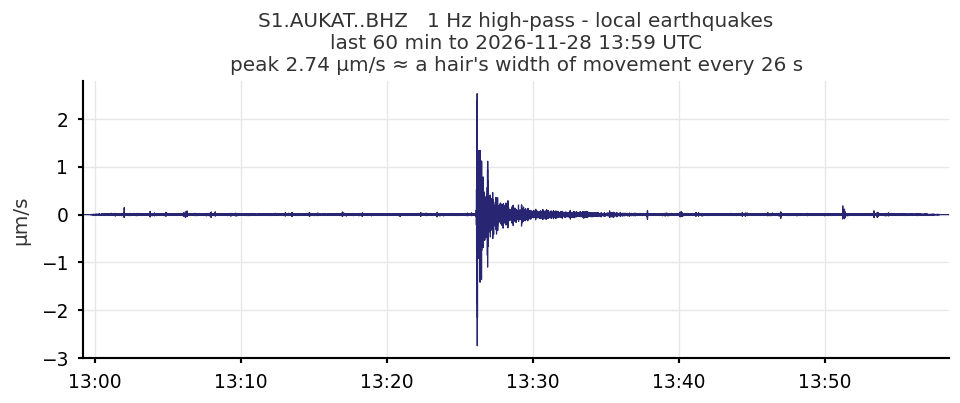 S1.AUKAT..BHZ   1 Hz high-pass - local earthquakes
last 60 min to 2026-11-28 13:59 UTC
peak 2.74 µm/s ≈ a hair's width of movement every 26 s
µm/s
2
1
0
−1
−2
−3
13:00 13:10 13:20 13:30 13:40 13:50